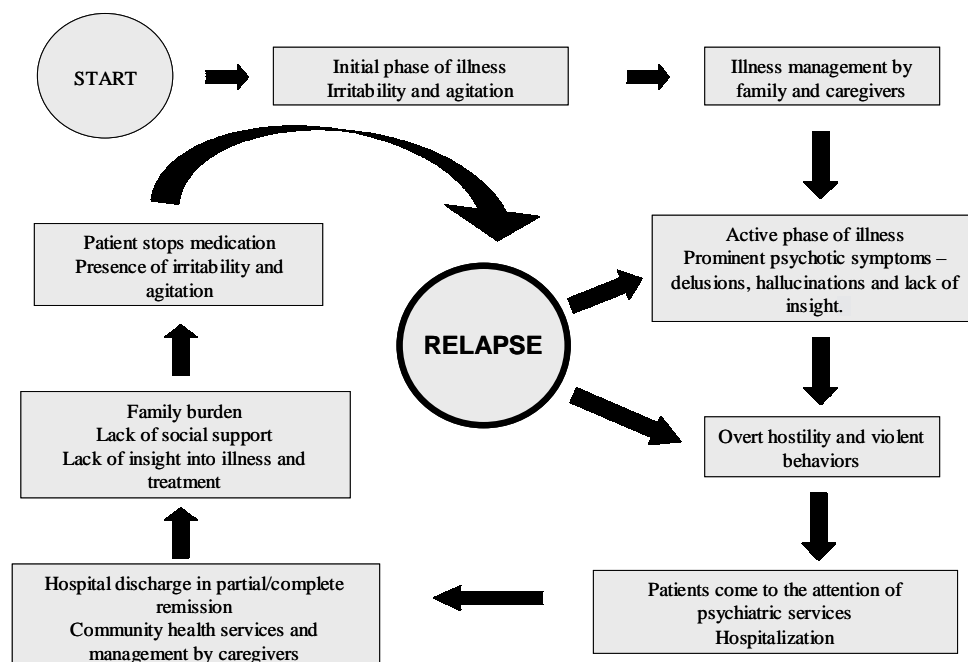 START
Initial phase of illness
Irritability and agitation
Illness management by
family and caregivers
Active phase of illness
Prominent psychotic symptoms –
delusions, hallucinations and lack of
insight.
Overt hostility and violent
behaviors
Patients come to the attention of
psychiatric services
Hospitalization
Hospital discharge in partial/complete
remission
Community health services and
management by caregivers
Family burden
Lack of social support
Lack of insight into illness and
treatment
Patient stops medication
Presence of irritability and
agitation
RELAPSE